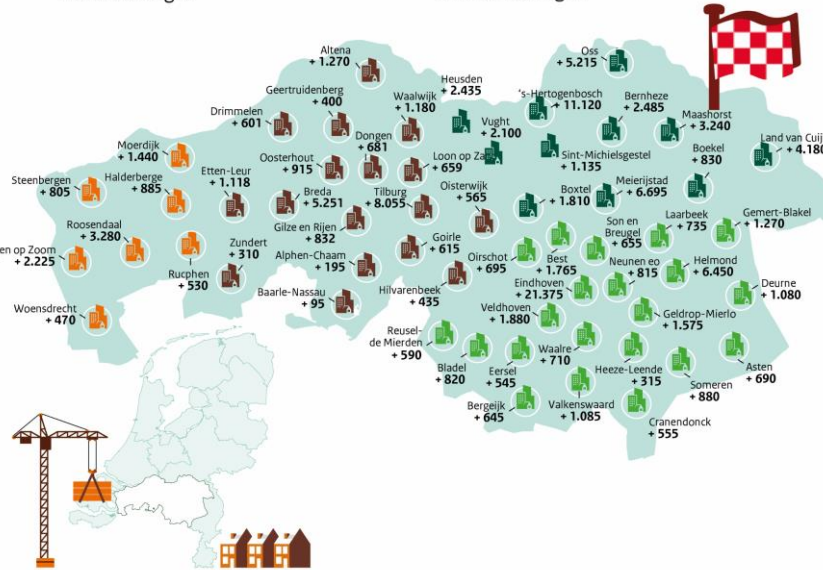 Altena
+ 1.270
Oss
+ 5.215
Heusden
+ 2.435
Geertruidenberg
+ 400
Waalwijk
+ 1.180
's-Hertogenbosch
+ 11.120
Bernheze
+ 2.485
Maashorst
+ 3.240
Drimmelen
+ 601
Dongen
+ 681
Vught
+ 2.100
Land van Cuij
+ 4.180
Moerdijk
+ 1.440
Boekel
+ 830
Oosterhout
+ 915
Loon op Za
+ 659
Sint-Michielsgestel
+ 1.135
Etten-Leur
+ 1.118
Steenbergen
+ 805
Halderberge
+ 885
Breda
+ 5.251
Tilburg
+ 8.055
Oisterwijk
+ 565
Boxtel
+ 1.810
Meierijstad
+ 6.695
Roosendaal
+ 3.280
Gilze en Rijen
+ 832
Son en
Breugel
+ 655
Laarbeek
+ 735
Gemert-Blakel
+ 1.270
en op Zoom
+ 2.225
Zundert
+ 310
Goirle
+ 615
Oirschot
+ 695
Best
+ 1.765
Neunen eo
+ 815
Helmond
+ 6.450
Rucphen
+ 530
Alphen-Chaam
+ 195
Eindhoven
+ 21.375
Deurne
+ 1.080
Baarle-Nassau
+ 95
Hilvarenbeek
+ 435
Woensdrecht
+ 470
Veldhoven
+ 1.880
Geldrop-Mierlo
+ 1.575
Reusel-
de Mierden
+ 590
Waalre
+ 710
Bladel
+ 820
Eersel
+ 545
Heeze-Leende
+ 315
Asten
+ 690
Someren
+ 880
Bergeijk
+ 645
Valkenswaard
+ 1.085
Cranendonck
+ 555